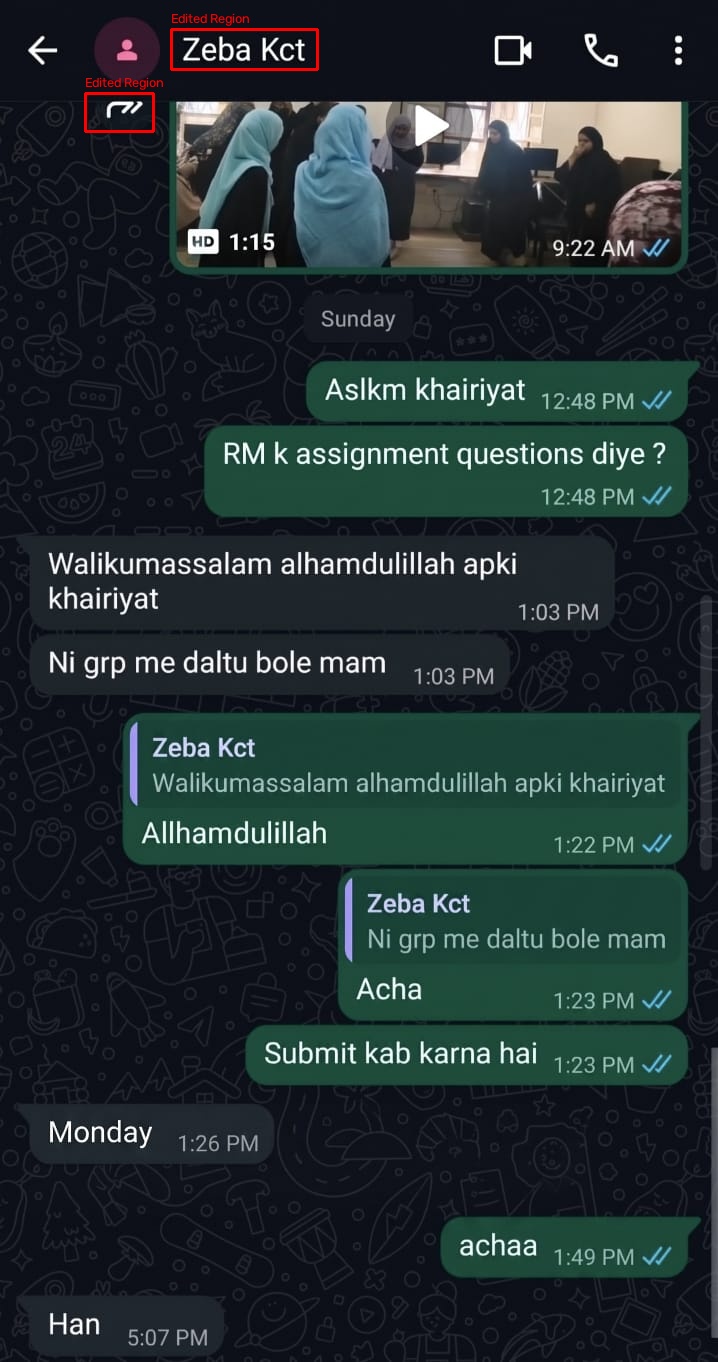 Edited Region
Zeba Kct
Edited Region
HD 1:15
9:22 AM
Sunday
Aslkm khairiyat 12:48 PM
RM k assignment questions diye ?
12:48 PM
Walikumassalam alhamdulillah apki
khairiyat
1:03 PM
Ni grp me daltu bole mam 1:03 PM
Zeba Kct
Walikumassalam alhamdulillah apki khairiyat
Allhamdulillah 1:22 PM
Zeba Kct
Ni grp me daltu bole mam
Acha 1:23 PM
Submit kab karna hai 1:23 PM
Monday 1:26 PM
achaa 1:49 PM
Han 5:07 PM